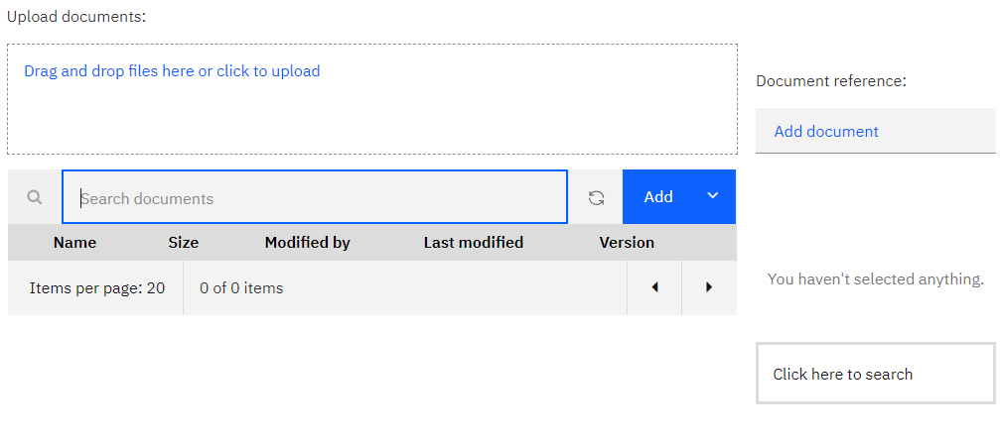 Upload documents:
Drag and drop files here or click to upload
Search documents
Add
Name Size Modified by Last modified Version
Items per page: 20 0 of 0 items
Document reference:
Add document
You haven't selected anything.
Click here to search